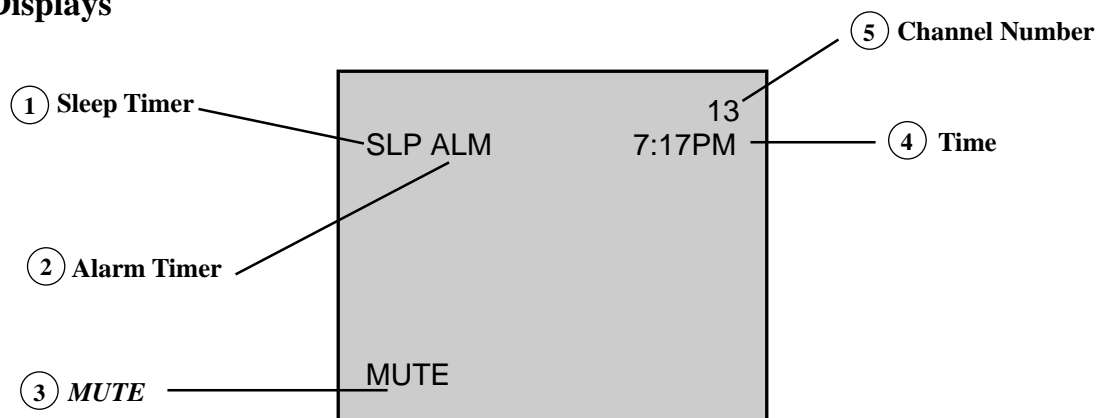 Displays
5 Channel Number
1 Sleep Timer
13
SLP ALM 7:17PM
4 Time
2 Alarm Timer
MUTE
3 MUTE